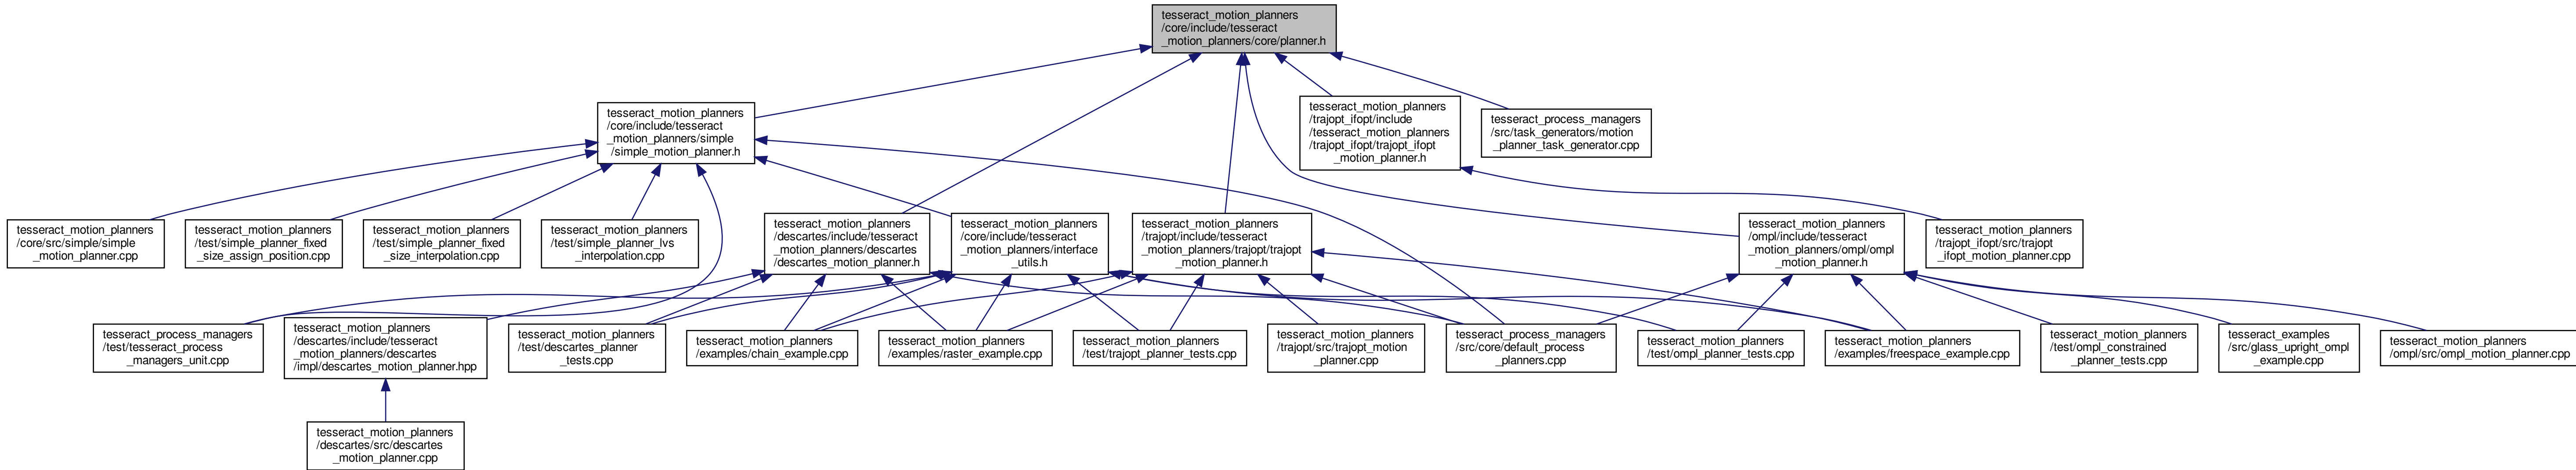 tesseract_motion_planners
/core/include/tesseract
_motion_planners/core/planner.h
tesseract_motion_planners
/core/include/tesseract
_motion_planners/simple
/simple_motion_planner.h
tesseract_motion_planners
/trajopt_ifopt/include
/tesseract_motion_planners
/trajopt_ifopt/trajopt_ifopt
_motion_planner.h
tesseract_process_managers
/src/task_generators/motion
_planner_task_generator.cpp
tesseract_motion_planners
/core/src/simple/simple
_motion_planner.cpp
tesseract_motion_planners
/test/simple_planner_fixed
_size_assign_position.cpp
tesseract_motion_planners
/test/simple_planner_fixed
_size_interpolation.cpp
tesseract_motion_planners
/test/simple_planner_lvs
_interpolation.cpp
tesseract_motion_planners
/descartes/include/tesseract
_motion_planners/descartes
/descartes_motion_planner.h
tesseract_motion_planners
/core/include/tesseract
_motion_planners/interface
_utils.h
tesseract_motion_planners
/trajopt/include/tesseract
_motion_planners/trajopt/trajopt
_motion_planner.h
tesseract_motion_planners
/ompl/include/tesseract
_motion_planners/ompl/ompl
_motion_planner.h
tesseract_motion_planners
/trajopt_ifopt/src/trajopt
_ifopt_motion_planner.cpp
tesseract_process_managers
/test/tesseract_process
_managers_unit.cpp
tesseract_motion_planners
/descartes/include/tesseract
_motion_planners/descartes
/impl/descartes_motion_planner.hpp
tesseract_motion_planners
/test/descartes_planner
_tests.cpp
tesseract_motion_planners
/examples/chain_example.cpp
tesseract_motion_planners
/examples/raster_example.cpp
tesseract_motion_planners
/test/trajopt_planner_tests.cpp
tesseract_motion_planners
/trajopt/src/trajopt_motion
_planner.cpp
tesseract_process_managers
/src/core/default_process
_planners.cpp
tesseract_motion_planners
/test/ompl_planner_tests.cpp
tesseract_motion_planners
/examples/freespace_example.cpp
tesseract_motion_planners
/test/ompl_constrained
_planner_tests.cpp
tesseract_examples
/src/glass_upright_ompl
_example.cpp
tesseract_motion_planners
/ompl/src/ompl_motion_planner.cpp
tesseract_motion_planners
/descartes/src/descartes
_motion_planner.cpp